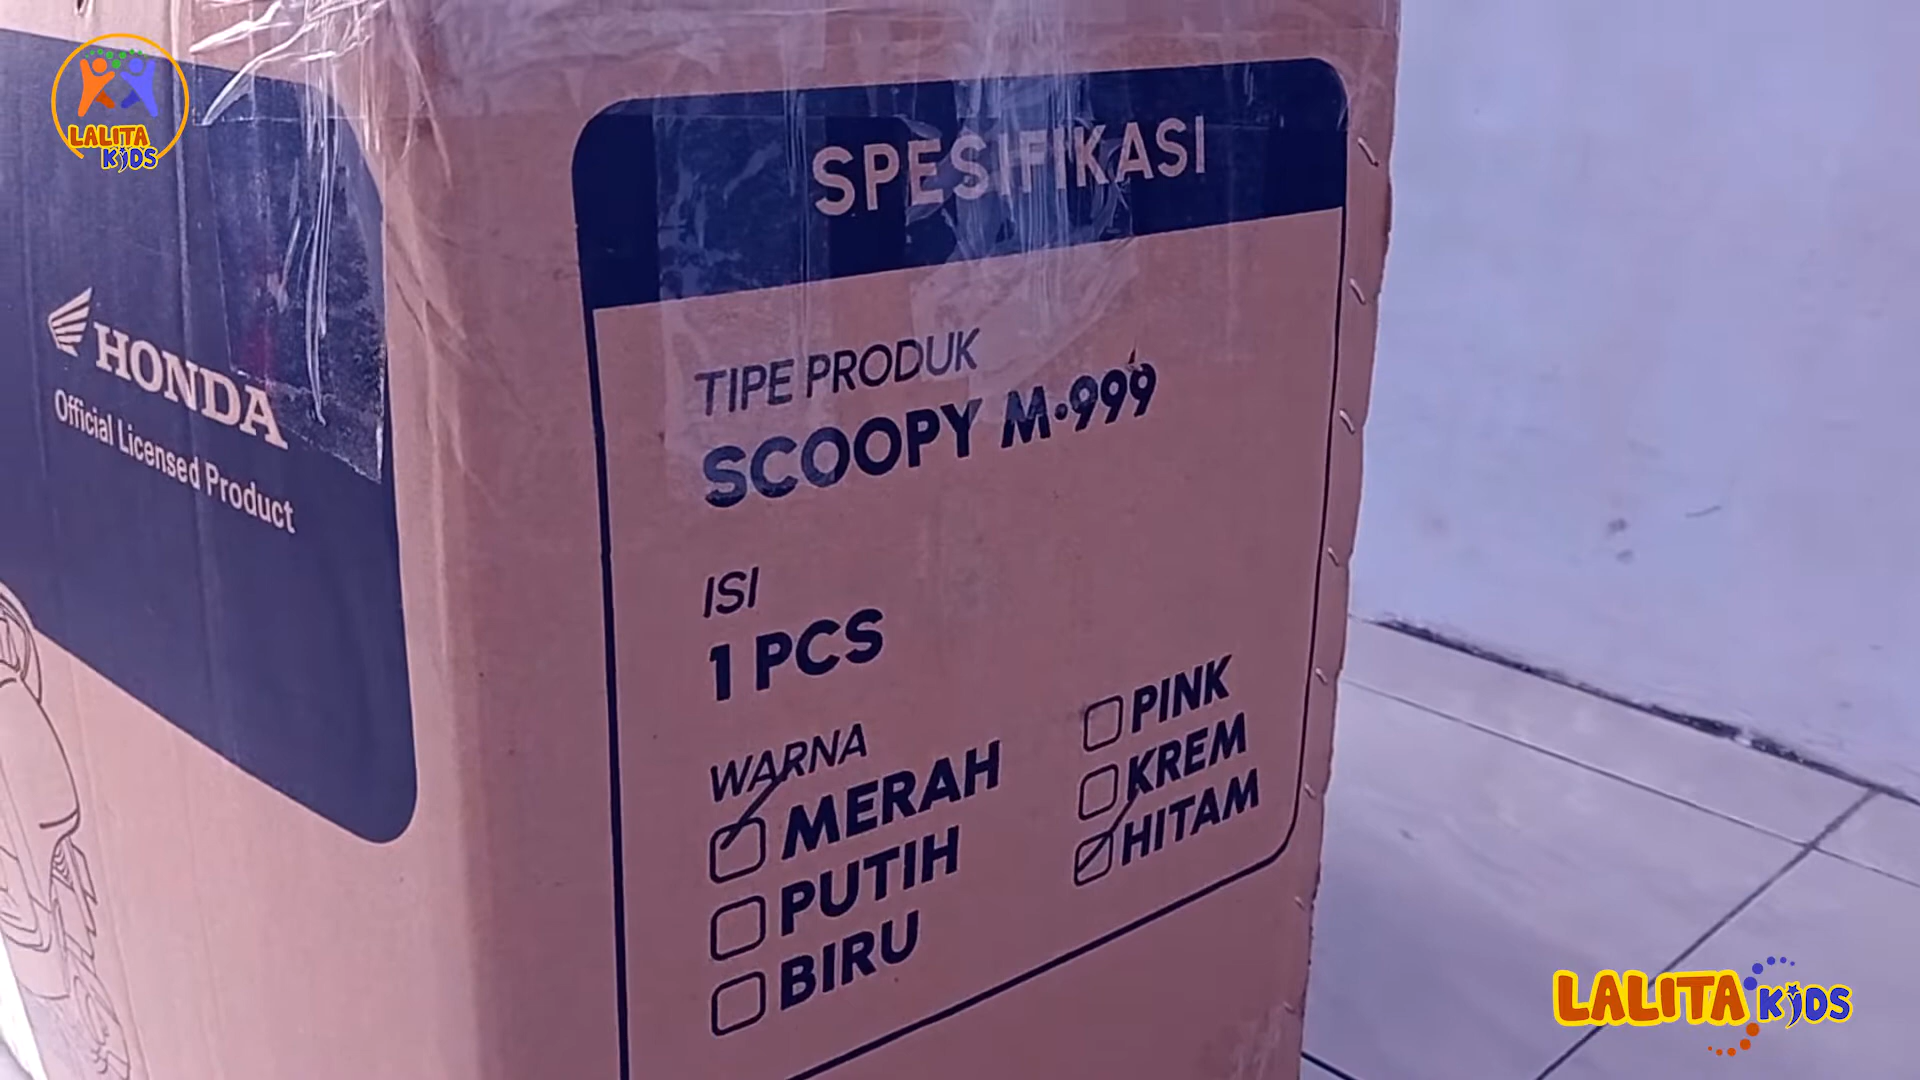 LALITA
KIDS
HONDA
Official Licensed Product
SPESIFIKASI
TIPE PRODUK
SCOOPY M-999
ISI
1 PCS
WARNA
MERAH
PUTIH
BIRU
PINK
KREM
HITAM
LALITA KIDS